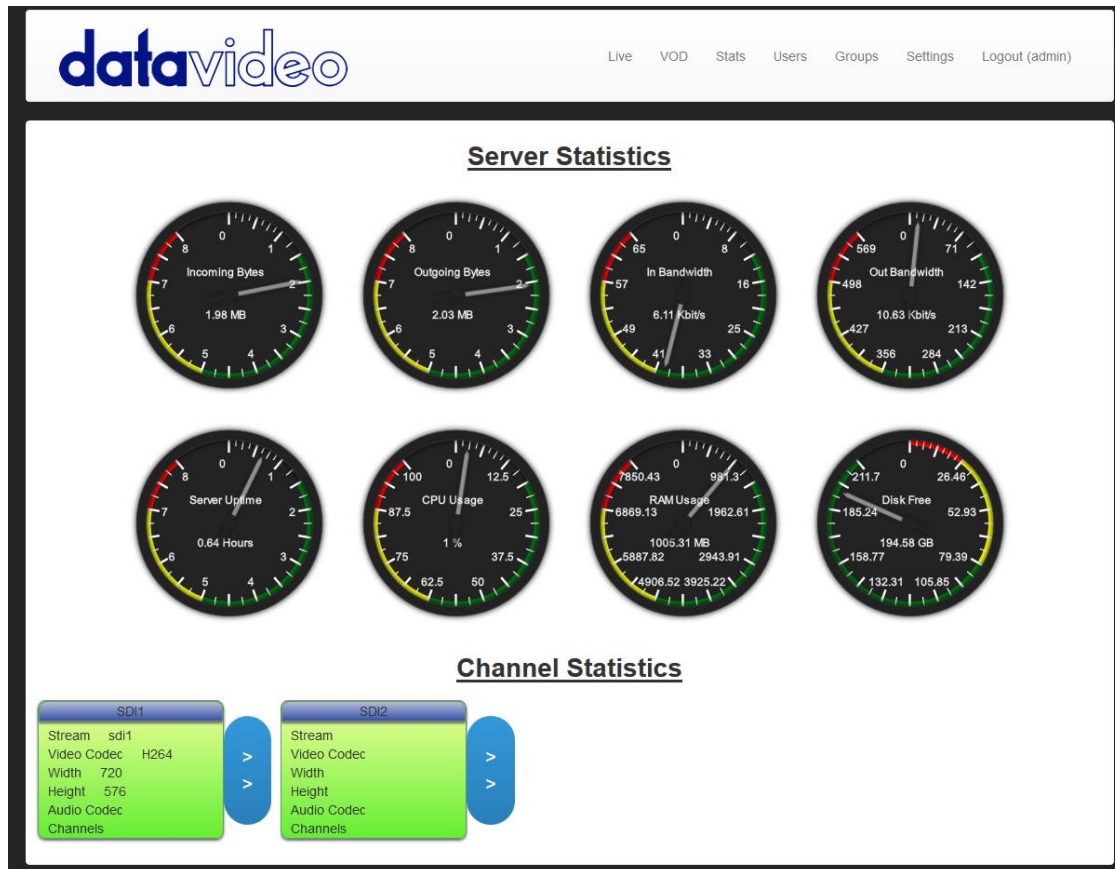 datavideo
Live VOD Stats Users Groups Settings Logout (admin)
Server Statistics
0 1 2 3 4 5 6 7 8
Incoming Bytes
1.98 MB
0 1 2 3 4 5 6 7 8
Outgoing Bytes
2.03 MB
0 8 16 25 33 41 49 57 65
In Bandwidth
6.11 Kbit/s
0 71 142 213 284 356 427 498 569
Out Bandwidth
10.63 Kbit/s
0 1 2 3 4 5 6 7 8
Server Uptime
0.64 Hours
0 12.5 25 37.5 50 62.5 75 87.5 100
CPU Usage
1 %
0 981.3 1962.61 2943.91 3925.22 4906.52 5887.82 6869.13 7850.43
RAM Usage
1005.31 MB
0 26.46 52.93 79.39 105.85 132.31 158.77 185.24 211.7
Disk Free
194.58 GB
Channel Statistics
SDI1
Stream sdi1
Video Codec H264
Width 720
Height 576
Audio Codec
Channels
>
>
SDI2
Stream
Video Codec
Width
Height
Audio Codec
Channels
>
>